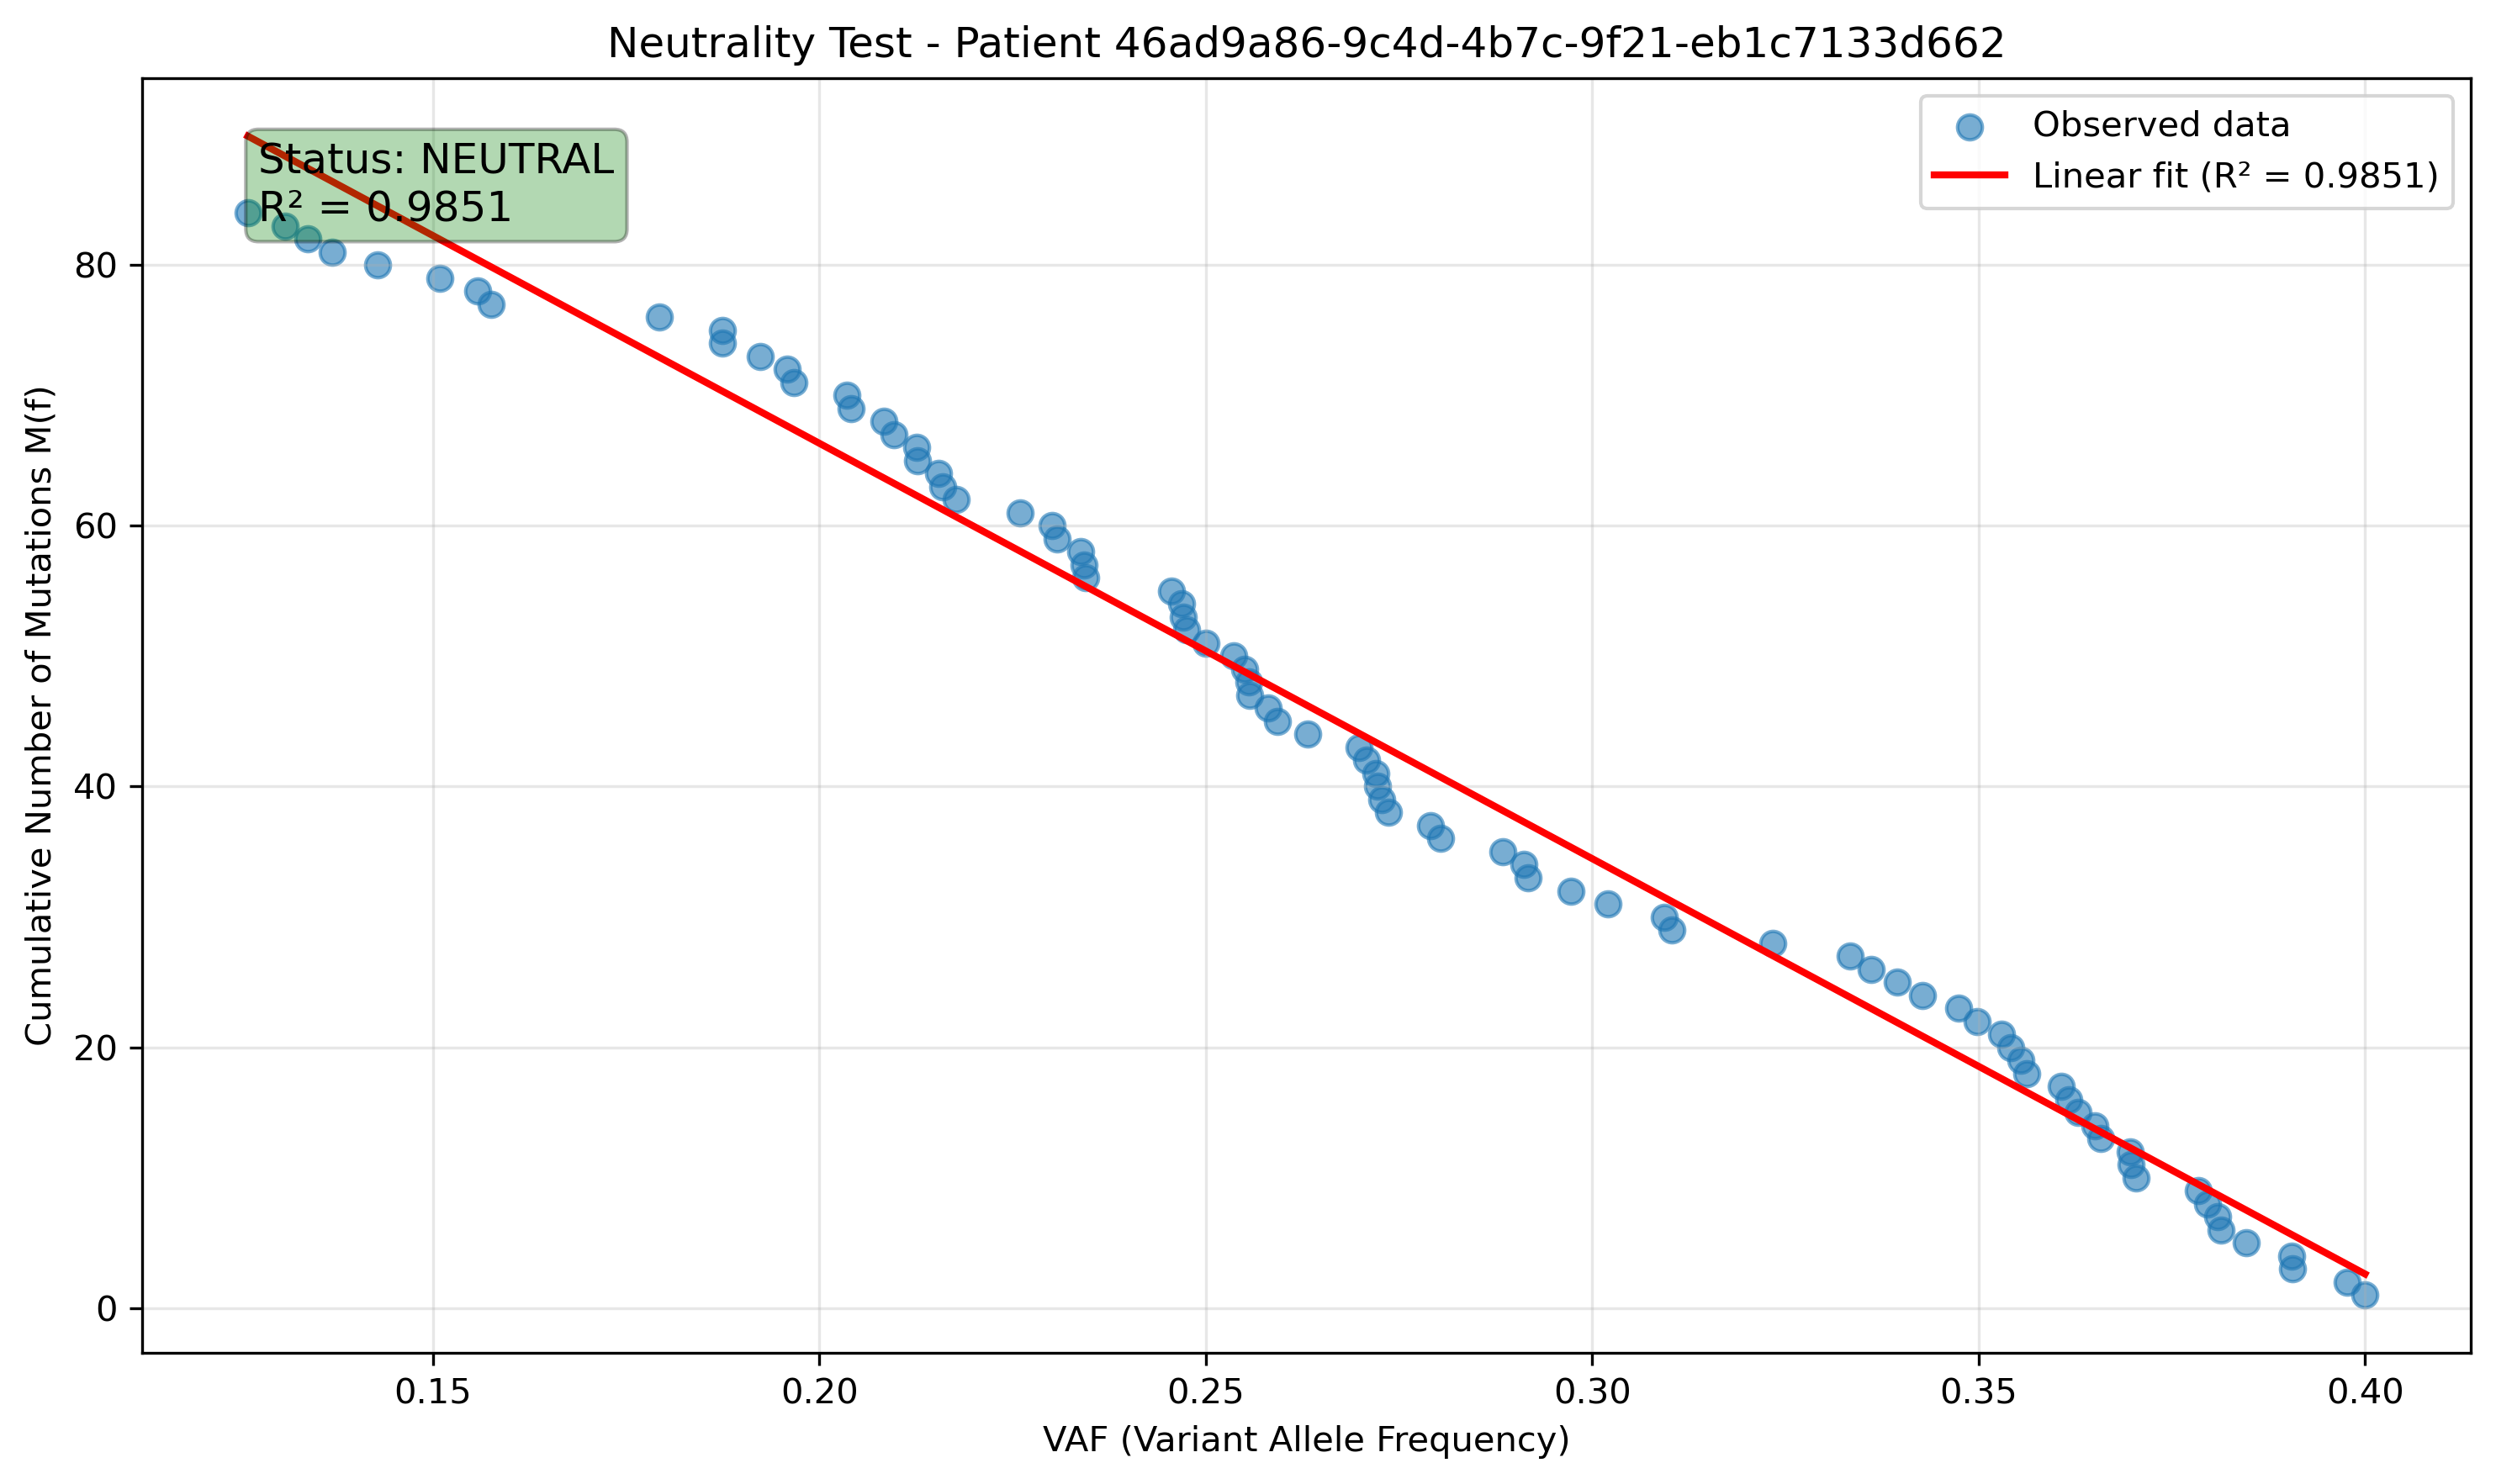 Neutrality Test - Patient 46ad9a86-9c4d-4b7c-9f21-eb1c7133d662
Status: NEUTRAL
R² = 0.9851
Observed data
Linear fit (R² = 0.9851)
Cumulative Number of Mutations M(f)
80
60
40
20
0
0.15
0.20
0.25
0.30
0.35
0.40
VAF (Variant Allele Frequency)